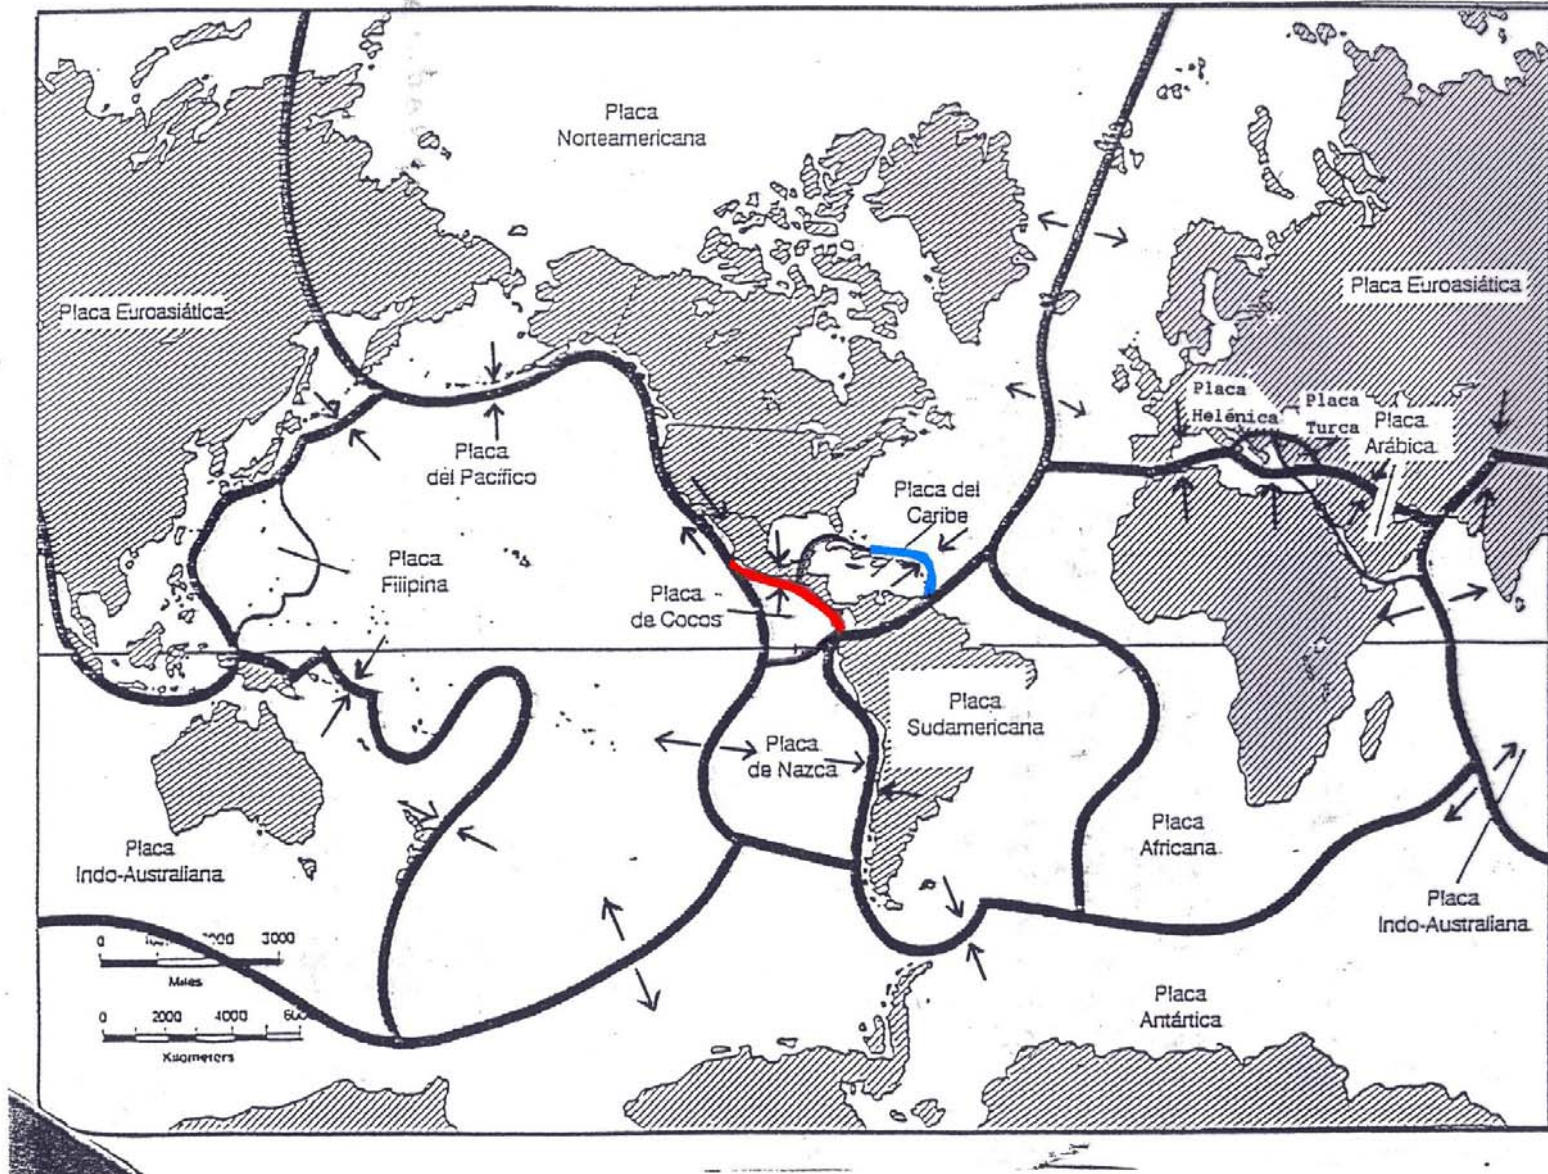 Placa
Norteamericana
Placa Euroasiática
Placa Euroasiática
Placa
Helénica
Placa
Turca
Placa
Arábica
Placa
del Pacífico
Placa del
Caribe
Placa
Filipina
Placa
de Cocos
Placa
Sudamericana
Placa
de Nazca
Placa
Indo-Australiana
Placa
Africana
Placa
Indo-Australiana
0 2000 3000
Miles
0 2000 4000 600
Kilometers
Placa
Antártica